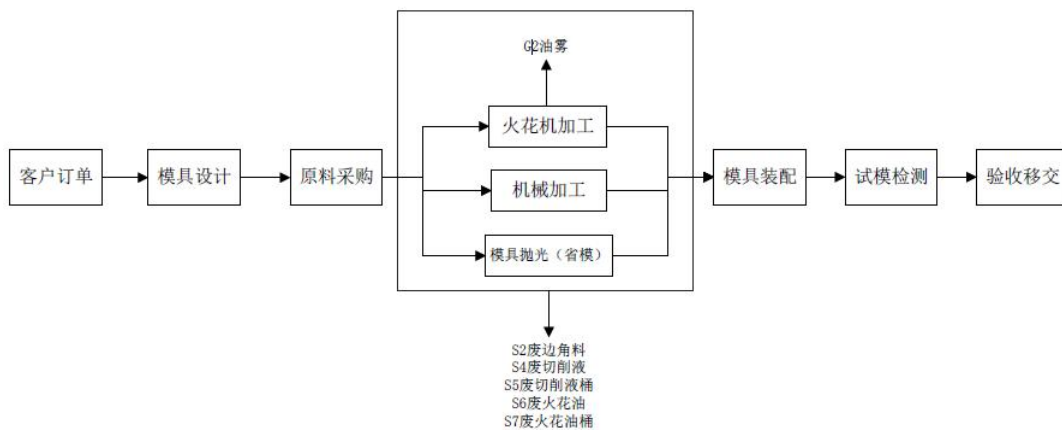 G2油雾
火花机加工
客户订单
模具设计
原料采购
机械加工
模具装配
试模检测
验收移交
模具抛光（省模）
S2废边角料
S4废切削液
S5废切削液桶
S6废火花油
S7废火花油桶